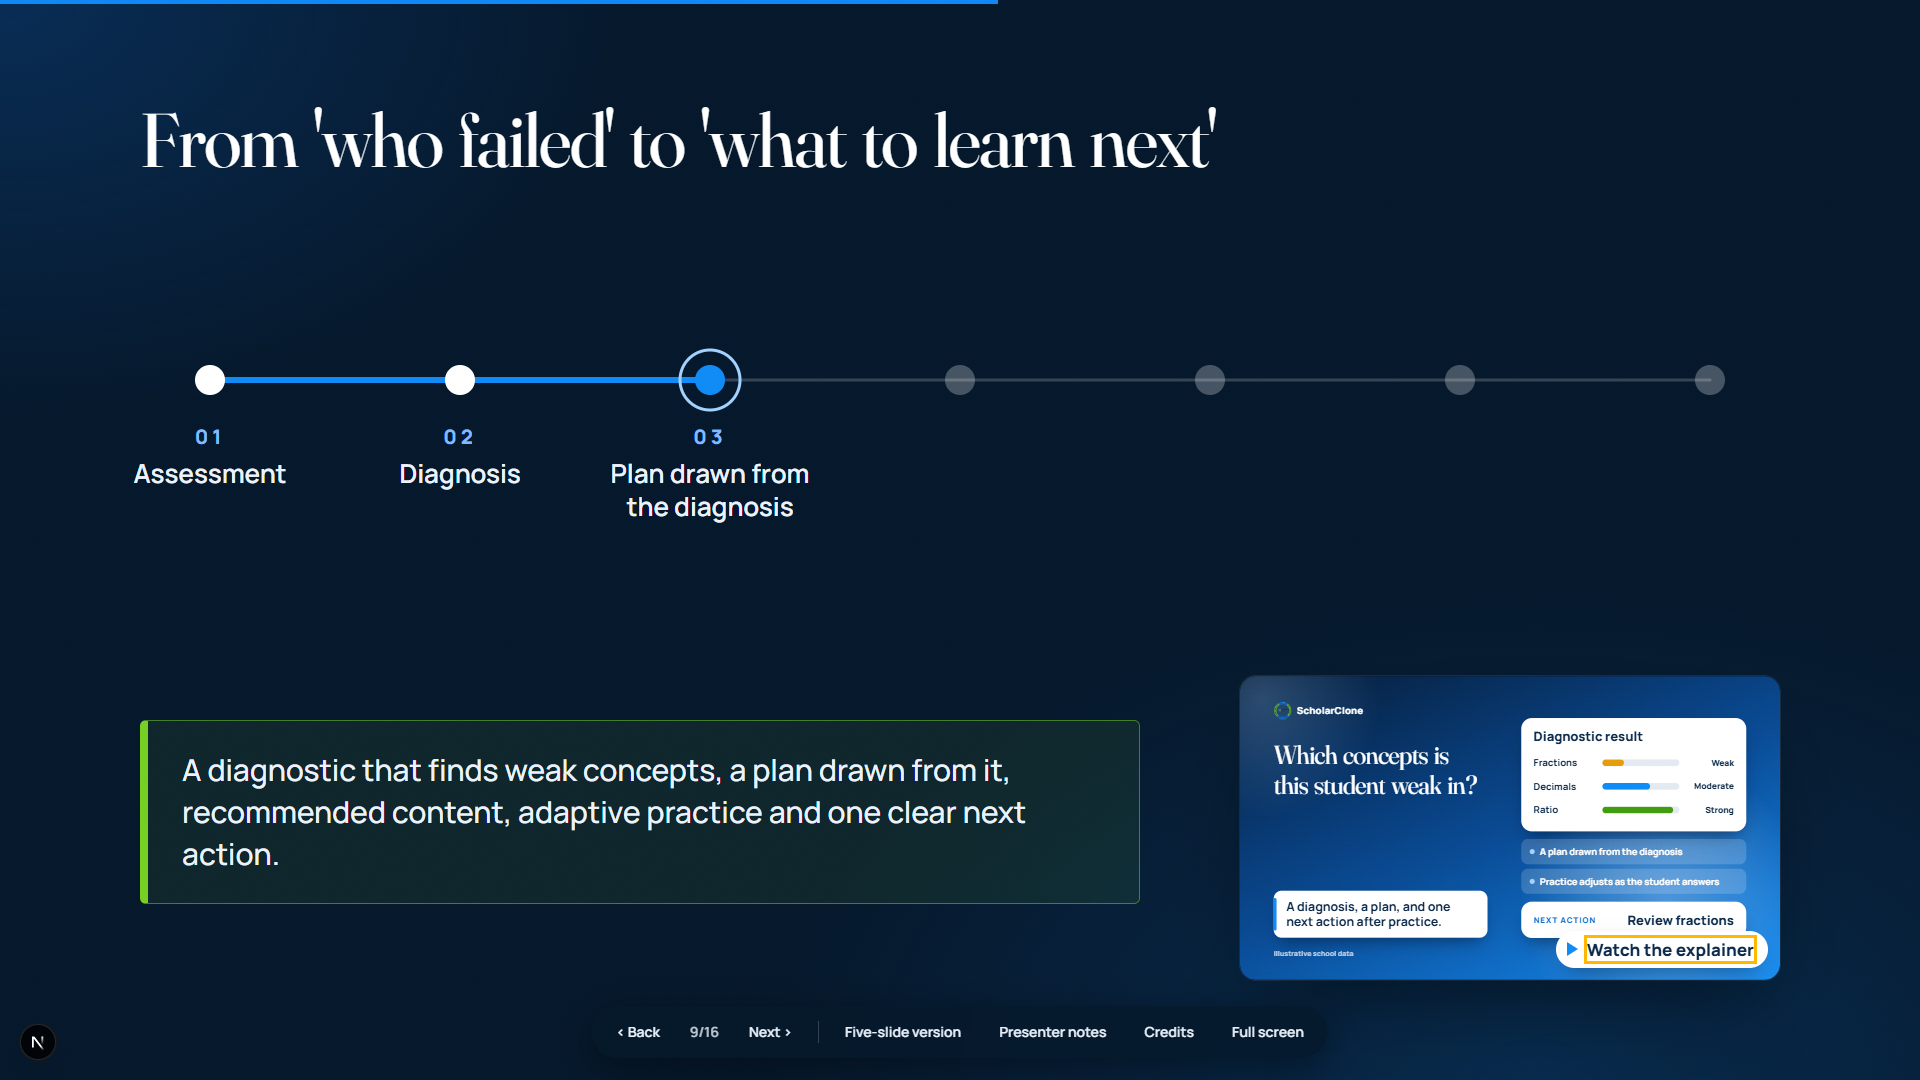 From 'who failed' to 'what to learn next'
01
Assessment
02
Diagnosis
03
Plan drawn from
the diagnosis
A diagnostic that finds weak concepts, a plan drawn from it,
recommended content, adaptive practice and one clear next
action.
ScholarClone
Which concepts is
this student weak in?
A diagnosis, a plan, and one
next action after practice.
Illustrative school data
Diagnostic result
Fractions Weak
Decimals Moderate
Ratio Strong
A plan drawn from the diagnosis
Practice adjusts as the student answers
NEXT ACTION Review fractions
Watch the explainer
‹ Back 9/16 Next › Five-slide version Presenter notes Credits Full screen
N